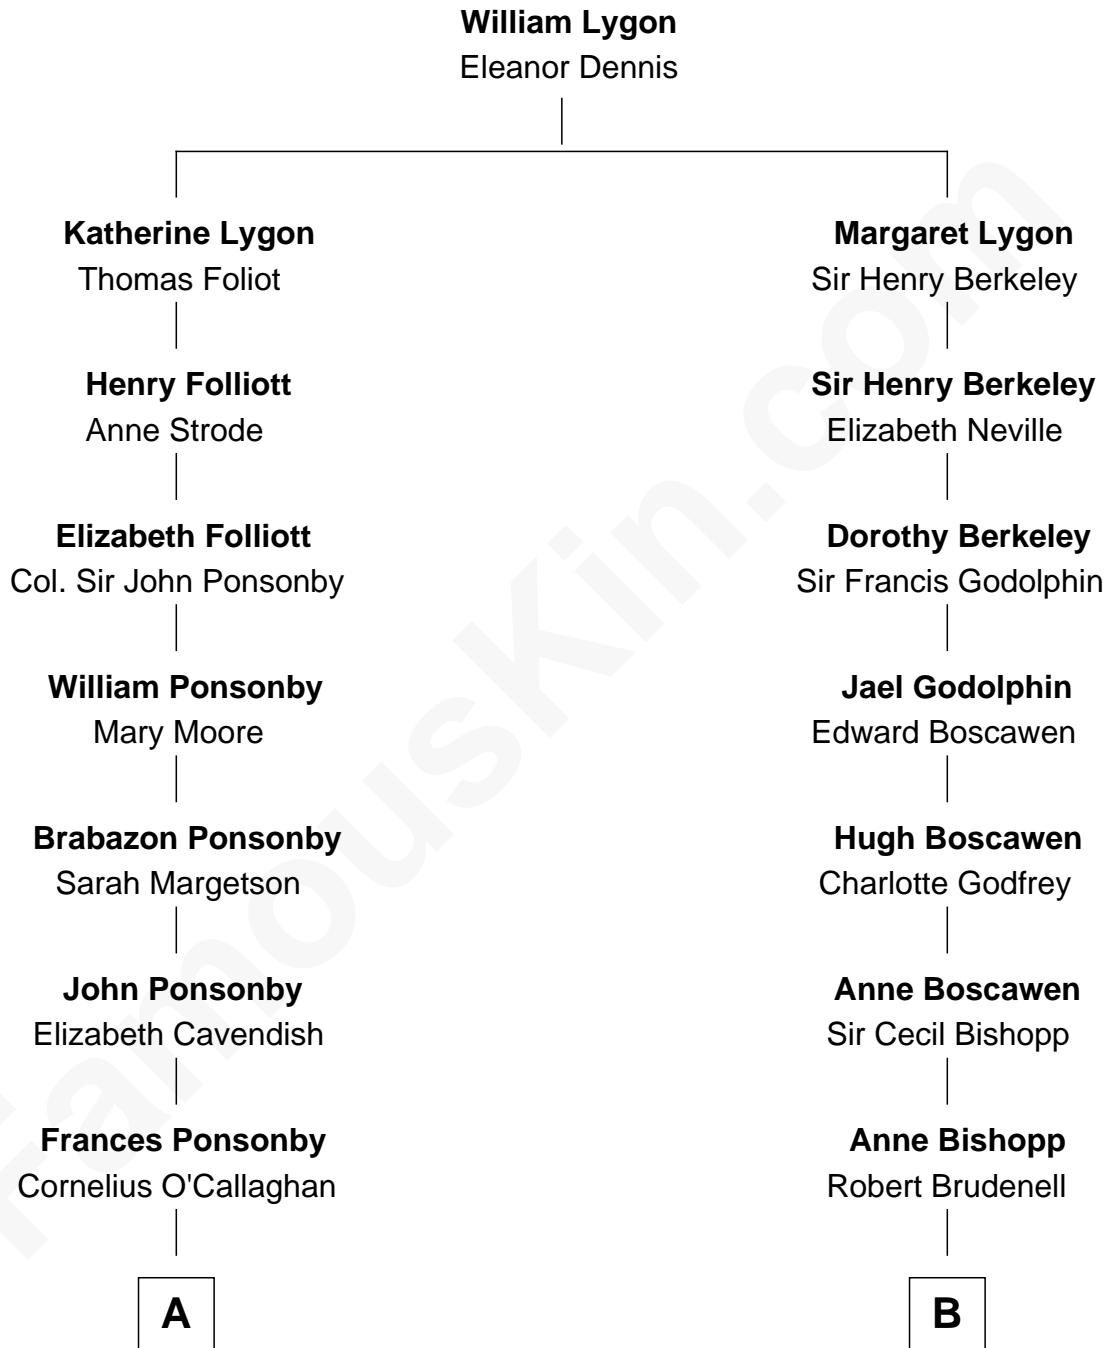 William Lygon
Eleanor Dennis
Katherine Lygon
Thomas Foliot
Margaret Lygon
Sir Henry Berkeley
Henry Folliott
Anne Strode
Sir Henry Berkeley
Elizabeth Neville
Elizabeth Folliott
Col. Sir John Ponsonby
Dorothy Berkeley
Sir Francis Godolphin
William Ponsonby
Mary Moore
Jael Godolphin
Edward Boscawen
Brabazon Ponsonby
Sarah Margetson
Hugh Boscawen
Charlotte Godfrey
John Ponsonby
Elizabeth Cavendish
Anne Boscawen
Sir Cecil Bishopp
Frances Ponsonby
Cornelius O'Callaghan
Anne Bishopp
Robert Brudenell
A
B
FamousKin.com